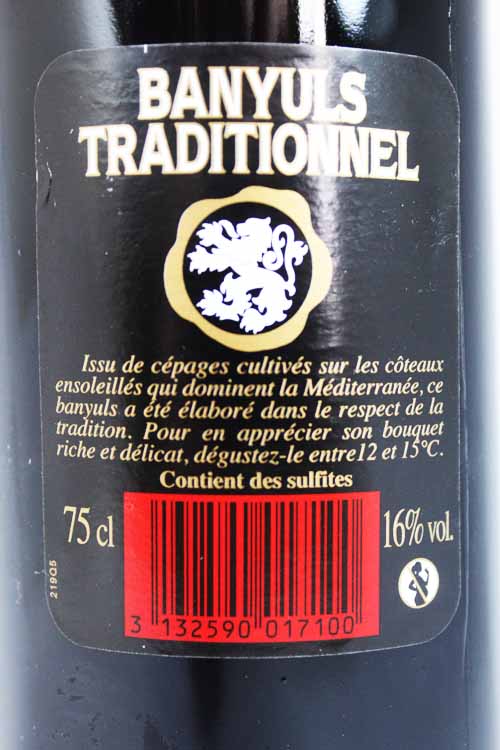 BANYULS
TRADITIONNEL
Issu de cépages cultivés sur les côteaux
ensoleillés qui dominent la Méditerranée, ce
banyuls a été élaboré dans le respect de la
tradition. Pour en apprécier son bouquet
riche et délicat, dégustez-le entre12 et 15°C.
Contient des sulfites
75 cl
16% vol.
219Q5
3 132590 017100